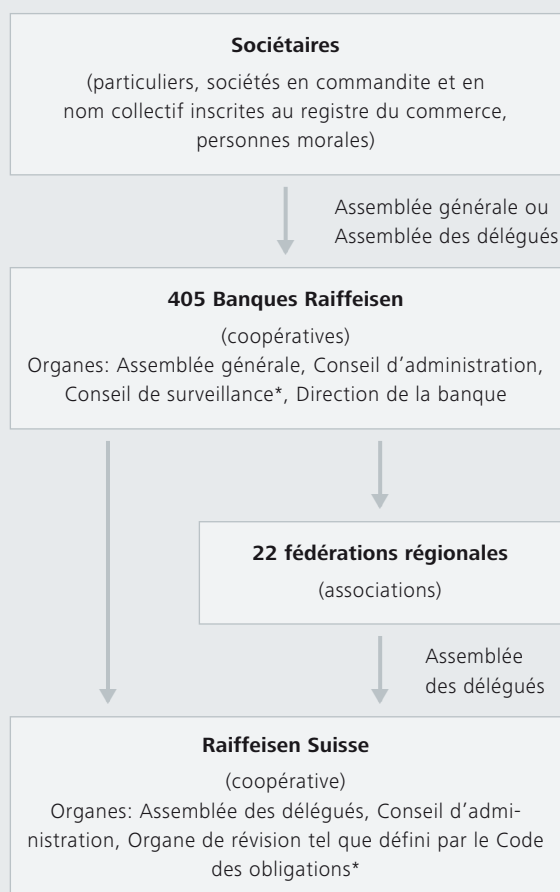 Sociétaires
(particuliers, sociétés en commandite et en
nom collectif inscrites au registre du commerce,
personnes morales)
Assemblée générale ou
Assemblée des délégués
405 Banques Raiffeisen
(coopératives)
Organes: Assemblée générale, Conseil d’administration,
Conseil de surveillance*, Direction de la banque
22 fédérations régionales
(associations)
Assemblée
des délégués
Raiffeisen Suisse
(coopérative)
Organes: Assemblée des délégués, Conseil d’admi-
nistration, Organe de révision tel que défini par le Code
des obligations*